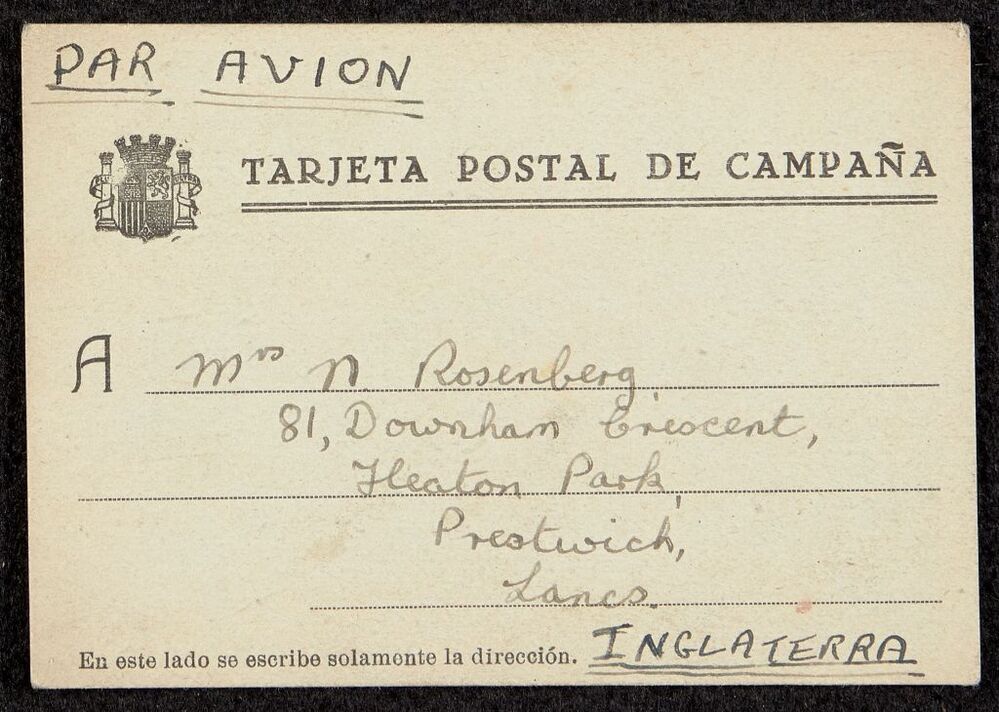 PAR AVION
TARJETA POSTAL DE CAMPAÑA
A Mrs N Rosenberg,
81, Downham Crescent,
Heaton Park,
Prestwich,
Lancs.
INGLATERRA
En este lado se escribe solamente la dirección.